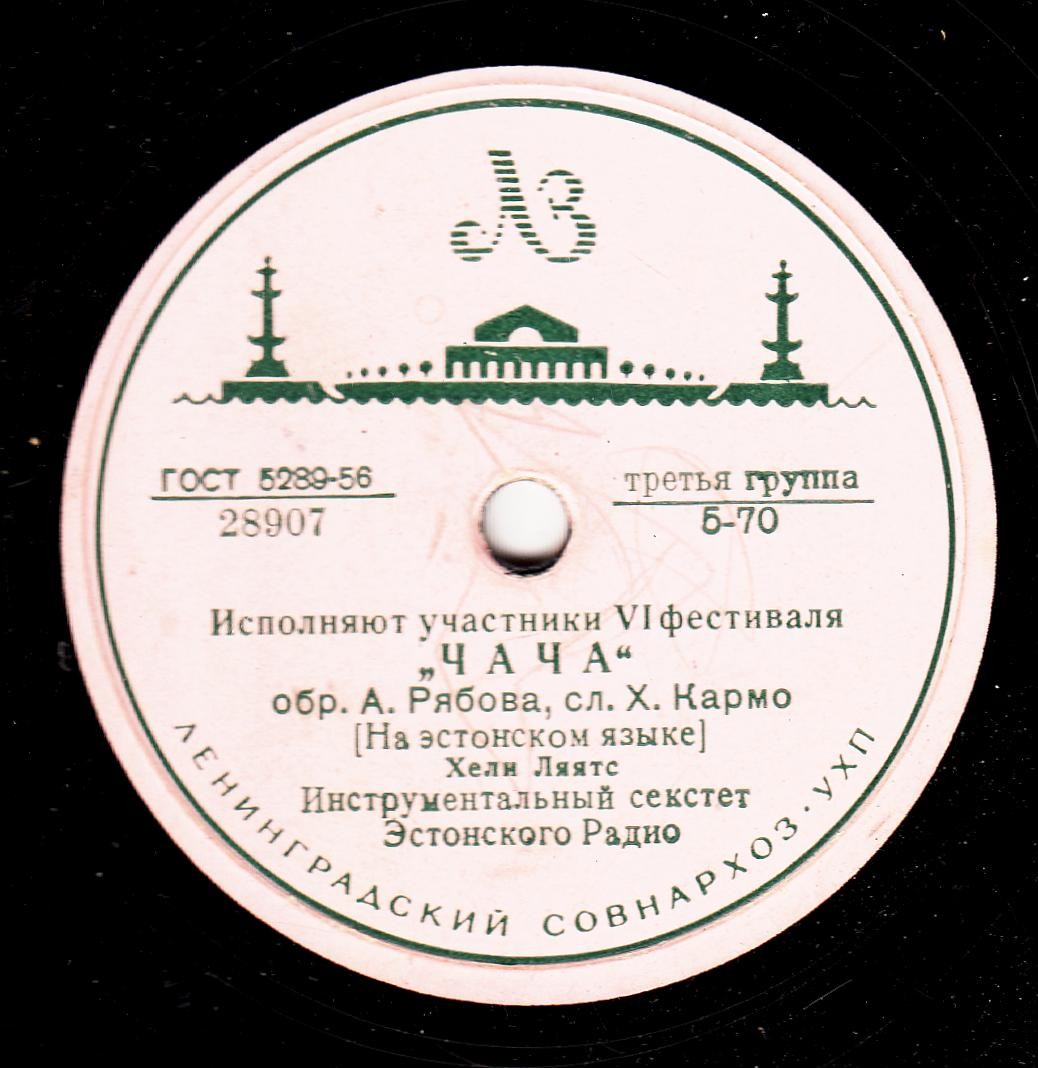 ЛЗ
ГОСТ 5289-56
28907
третья группа
5-70
Исполняют участники VI фестиваля
„ЧАЧА“
обр. А. Рябова, сл. Х. Кармо
[На эстонском языке]
Хели Ляятс
Инструментальный секстет
Эстонского Радио
ЛЕНИНГРАДСКИЙ СОВНАРХОЗ · УХП